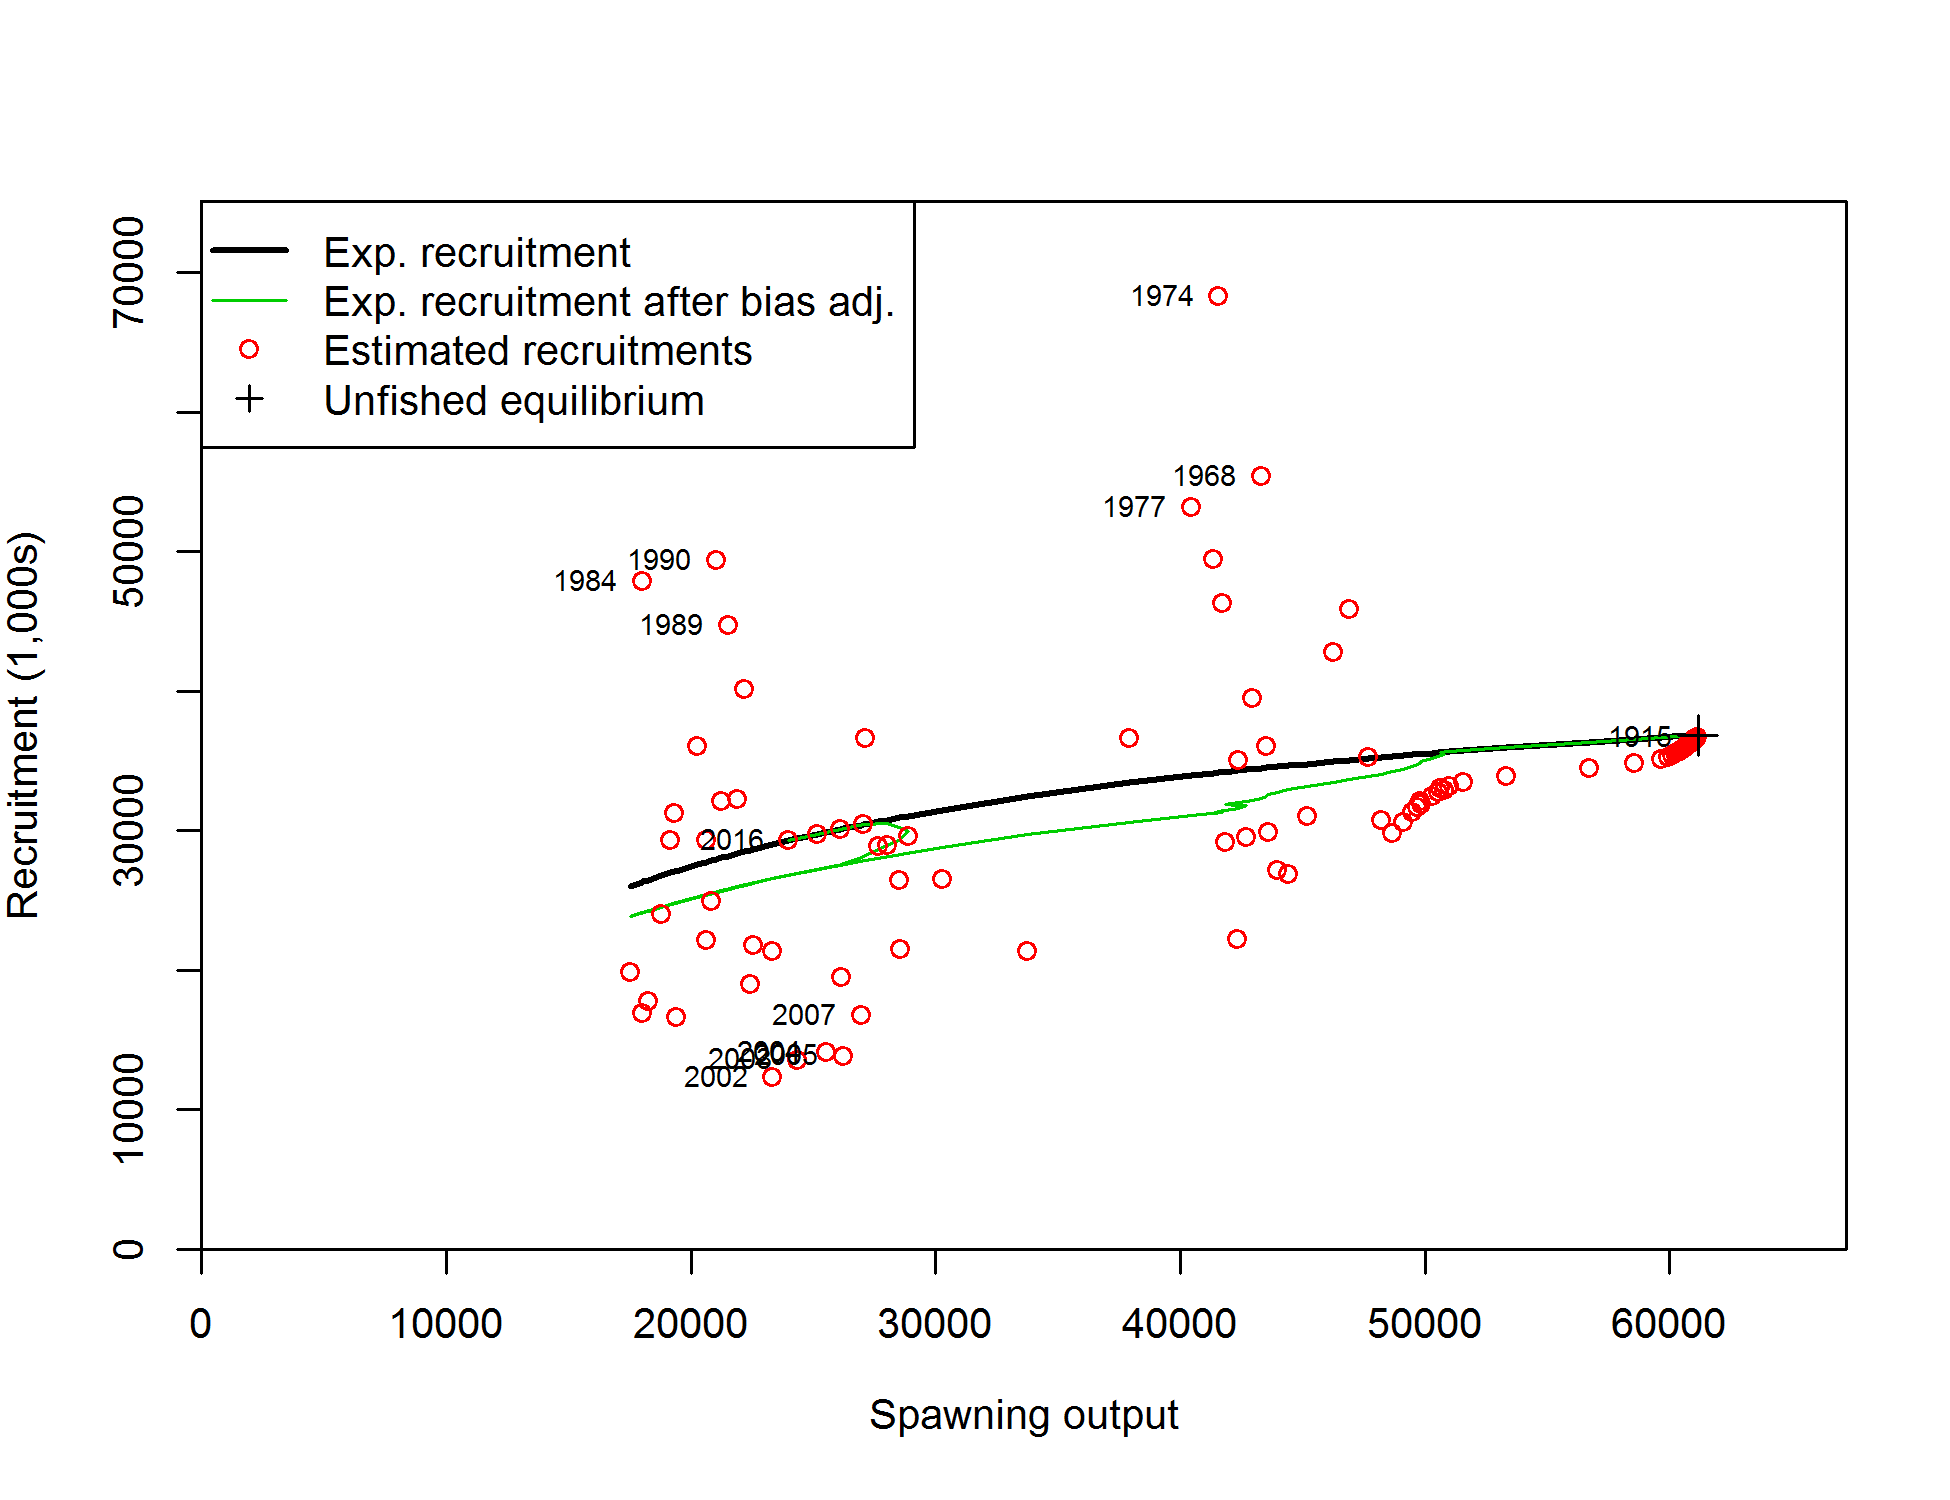 Exp. recruitment
Exp. recruitment after bias adj.
Estimated recruitments
Unfished equilibrium
1974
1968
1977
1990
1984
1989
1915
2016
2007
2002
Recruitment (1,000s)
70000
50000
30000
10000
0
0 10000 20000 30000 40000 50000 60000
Spawning output